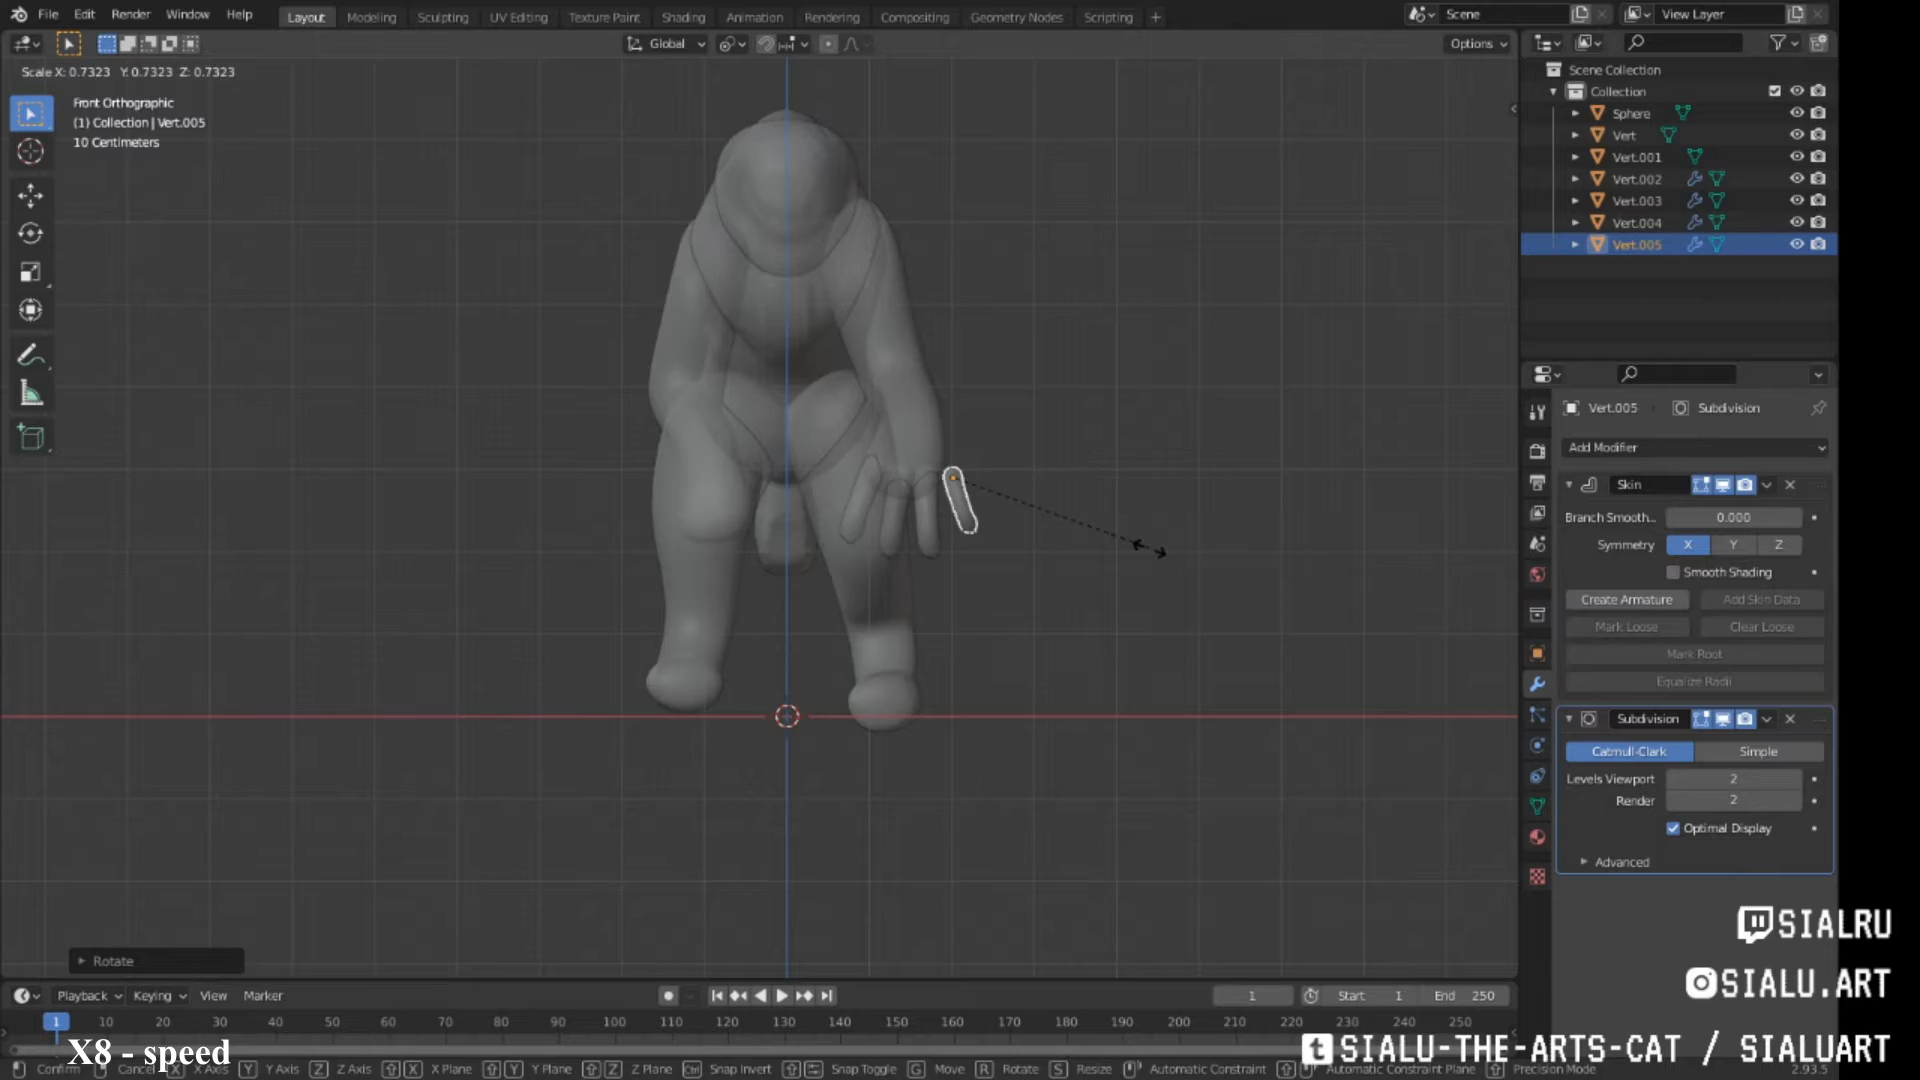 File Edit Render Window Help Layout Modeling Sculpting UV Editing Texture Paint Shading Animation Rendering Compositing Geometry Nodes Scripting + Scene View Layer
Global Options
Scale X: 0.7323 Y: 0.7323 Z: 0.7323
Front Orthographic
(1) Collection | Vert.005
10 Centimeters
Scene Collection
Collection
Sphere
Vert
Vert.001
Vert.002
Vert.003
Vert.004
Vert.005
Vert.005 Subdivision
Add Modifier
Skin
Branch Smooth... 0.000
Symmetry X Y Z
Smooth Shading
Create Armature Add Skin Data
Mark Loose Clear Loose
Mark Root
Equalize Radii
Subdivision
Catmull-Clark Simple
Levels Viewport 2
Render 2
Optimal Display
Advanced
SIALRU
SIALU.ART
SIALU-THE-ARTS-CAT / SIALUART
Rotate
Playback Keying View Marker 1 Start 1 End 250
1 10 20 30 40 50 60 70 80 90 100 110 120 130 140 150 160 170 180 190 200 210 220 230 240 250
X8 - speed
Confirm Cancel X X Axis Y Y Axis Z Z Axis X X Plane Y Y Plane Z Z Plane Ctrl Snap Invert Snap Toggle G Move R Rotate S Resize Automatic Constraint Automatic Constraint Plane Precision Mode 2.93.5